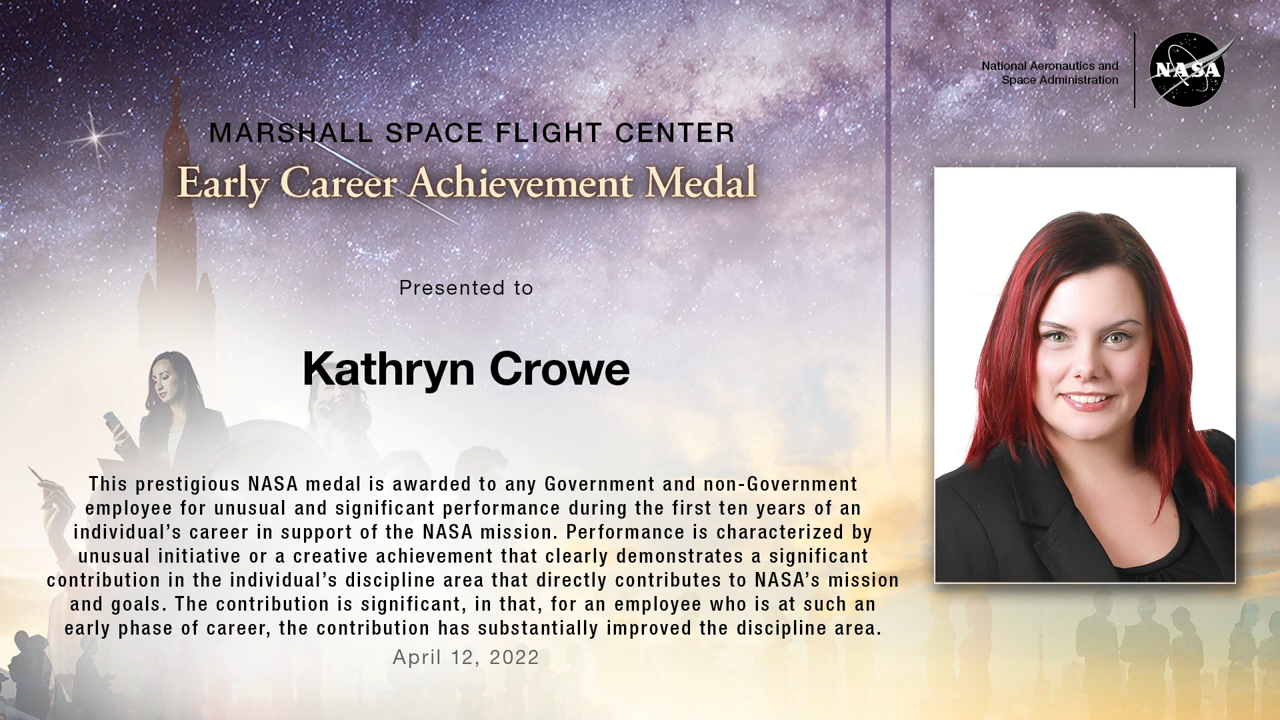 National Aeronautics and
Space Administration
NASA
MARSHALL SPACE FLIGHT CENTER
Early Career Achievement Medal
Presented to
Kathryn Crowe
This prestigious NASA medal is awarded to any Government and non-Government
employee for unusual and significant performance during the first ten years of an
individual’s career in support of the NASA mission. Performance is characterized by
unusual initiative or a creative achievement that clearly demonstrates a significant
contribution in the individual’s discipline area that directly contributes to NASA’s mission
and goals. The contribution is significant, in that, for an employee who is at such an
early phase of career, the contribution has substantially improved the discipline area.
April 12, 2022